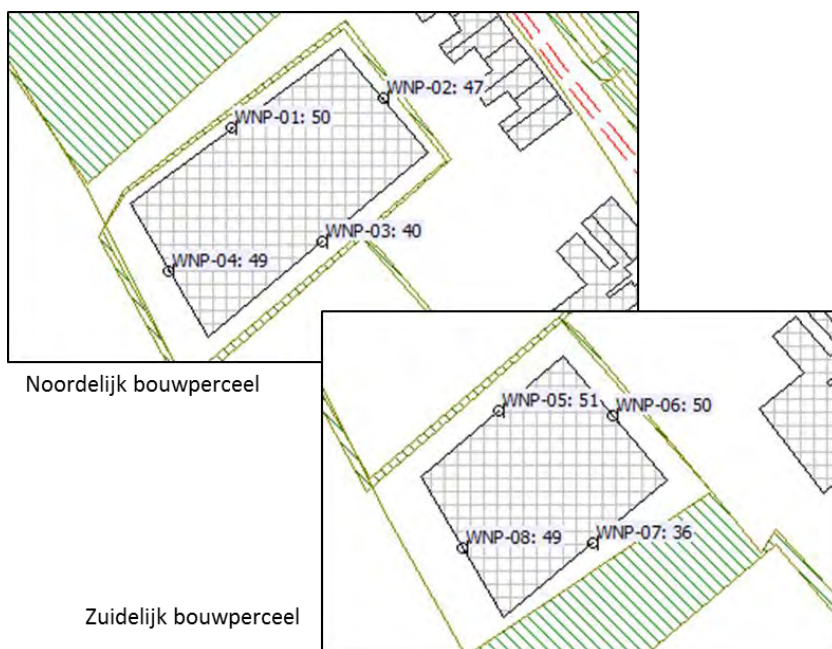 WNP-02: 47
WNP-01: 50
WNP-03: 40
WNP-04: 49
Noordelijk bouwperceel
WNP-05: 51
WNP-06: 50
WNP-07: 36
WNP-08: 49
Zuidelijk bouwperceel